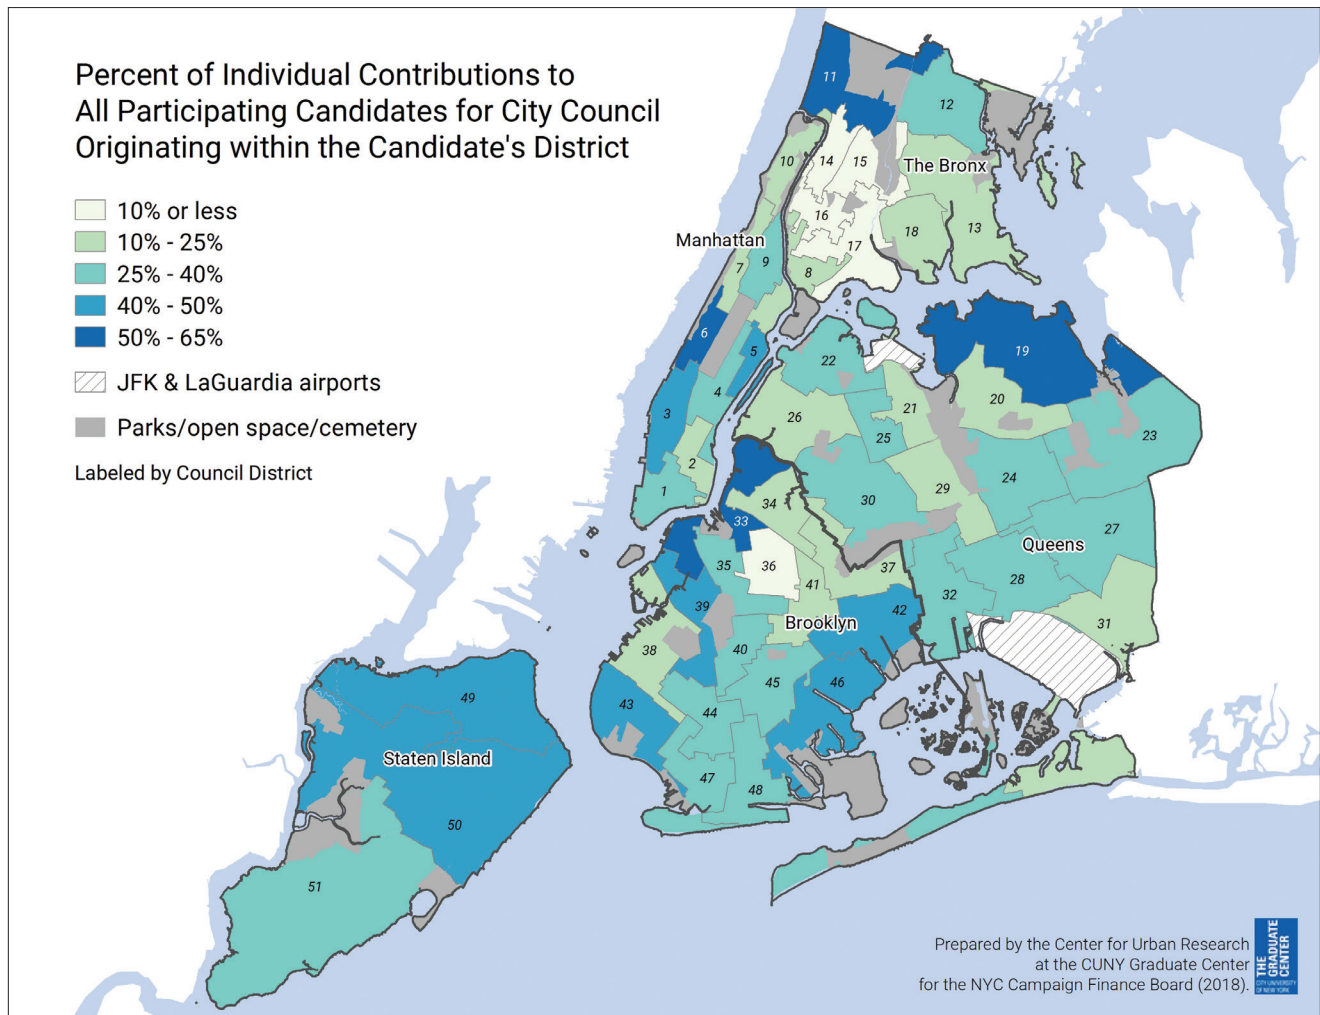 Percent of Individual Contributions to
All Participating Candidates for City Council
Originating within the Candidate's District
10% or less
10% - 25%
25% - 40%
40% - 50%
50% - 65%
JFK & LaGuardia airports
Parks/open space/cemetery
Labeled by Council District
11
12
The Bronx
10
14
15
16
17
18
13
8
Manhattan
9
7
6
5
4
3
2
1
19
20
22
21
26
25
23
24
29
30
27
Queens
28
32
31
34
33
35
36
37
41
39
Brooklyn
42
38
40
45
46
43
44
47
48
49
Staten Island
50
51
Prepared by the Center for Urban Research
at the CUNY Graduate Center
for the NYC Campaign Finance Board (2018).
THE
GRADUATE
CENTER
CITY UNIVERSITY
OF NEW YORK